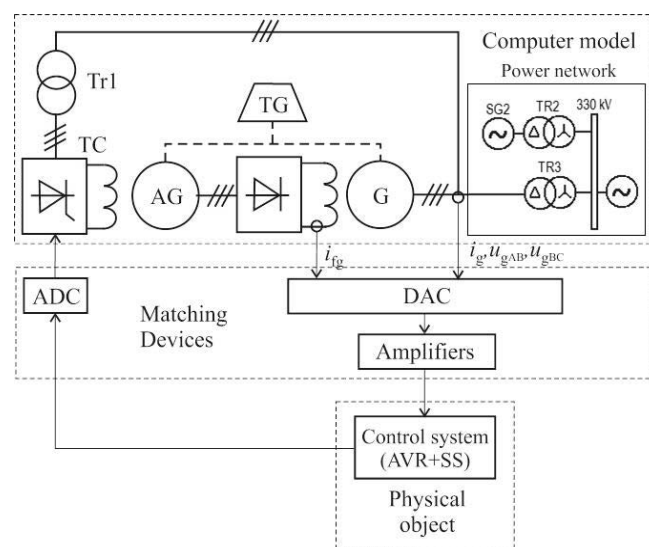 Computer model
Power network
Tr1
TG
SG2
TR2
330 kV
TC
TR3
AG
G
i_fg
i_g, u_gAB, u_gBC
ADC
DAC
Matching
Devices
Amplifiers
Control system
(AVR+SS)
Physical
object